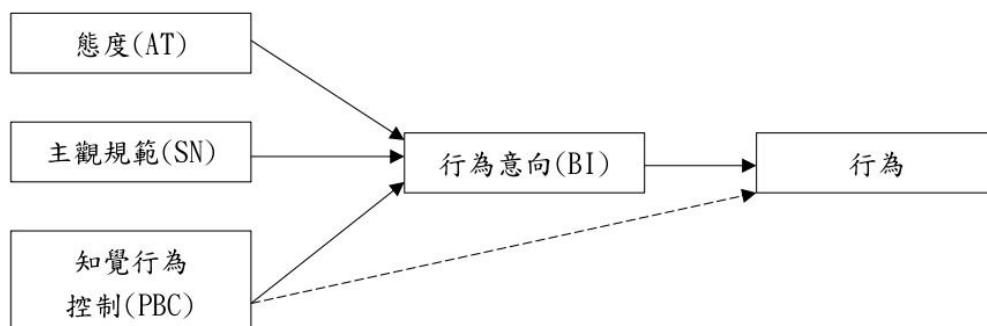 態度(AT)
主觀規範(SN)
行為意向(BI)
行為
知覺行為
控制(PBC)